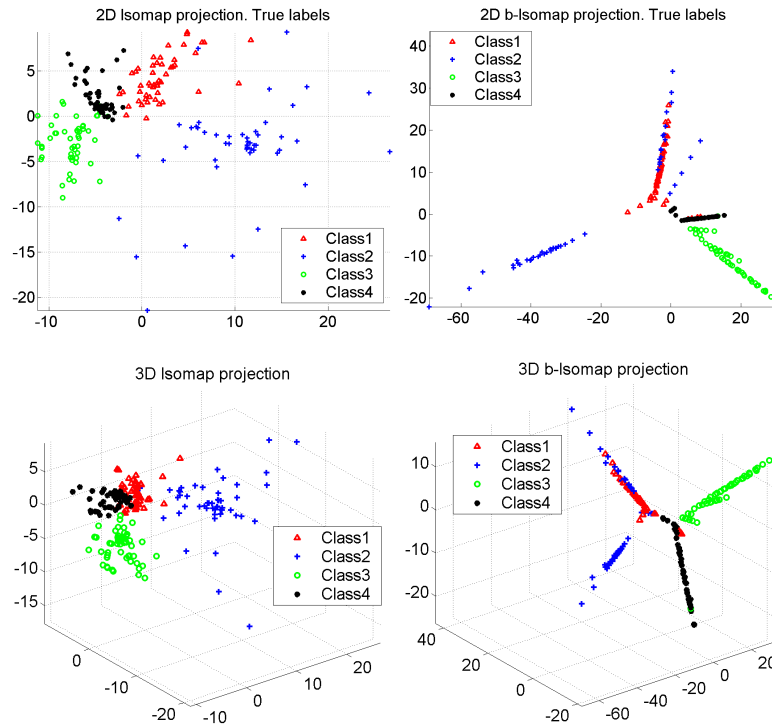 2D Isomap projection. True labels
5
0
-5
-10
-15
-20
-10
0
10
20
Class1
Class2
Class3
Class4
2D b-Isomap projection. True labels
Class1
Class2
Class3
Class4
40
30
20
10
0
-10
-20
-60
-40
-20
0
20
3D Isomap projection
5
0
-5
-10
-15
Class1
Class2
Class3
Class4
0
-10
-20
-10
0
10
20
3D b-Isomap projection
Class1
Class2
Class3
Class4
10
0
-10
-20
40
20
0
-20
-60
-40
-20
0
20